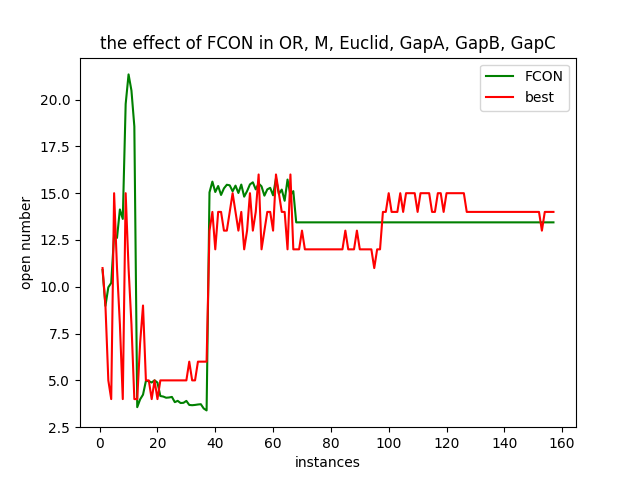 the effect of FCON in OR, M, Euclid, GapA, GapB, GapC
FCON
best
open number
20.0
17.5
15.0
12.5
10.0
7.5
5.0
2.5
0 20 40 60 80 100 120 140 160
instances